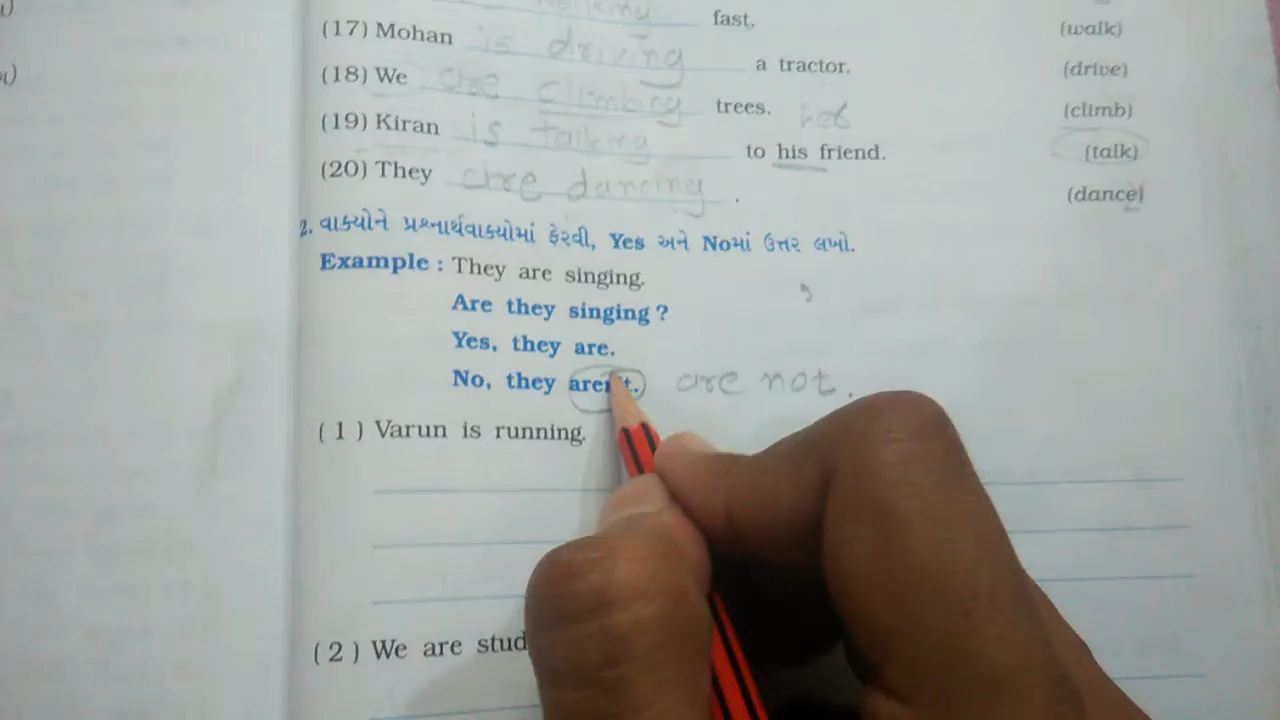 fast. (walk)
(17) Mohan is driving a tractor. (drive)
(18) We are climbing trees. not (climb)
(19) Kiran is talking to his friend. (talk)
(20) They are dancing. (dance)
2. વાક્યોને પ્રશ્નાર્થવાક્યોમાં ફેરવી, Yes અને Noમાં ઉત્તર લખો.
Example : They are singing.
Are they singing ?
Yes, they are.
No, they aren't. are not.
( 1 ) Varun is running.
( 2 ) We are stud